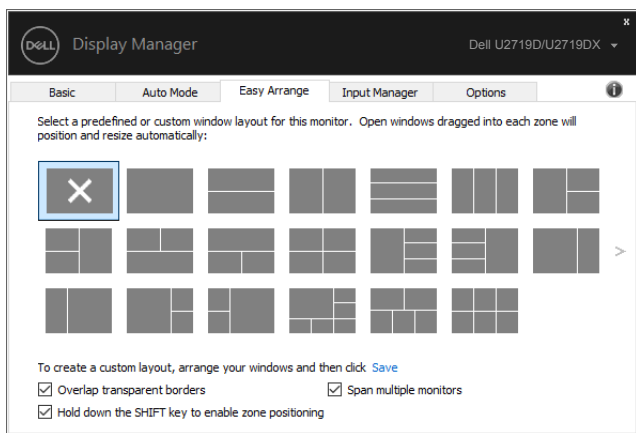 x
DELL Display Manager Dell U2719D/U2719DX
Basic Auto Mode Easy Arrange Input Manager Options i
Select a predefined or custom window layout for this monitor. Open windows dragged into each zone will
position and resize automatically:
>
To create a custom layout, arrange your windows and then click Save
Overlap transparent borders Span multiple monitors
Hold down the SHIFT key to enable zone positioning